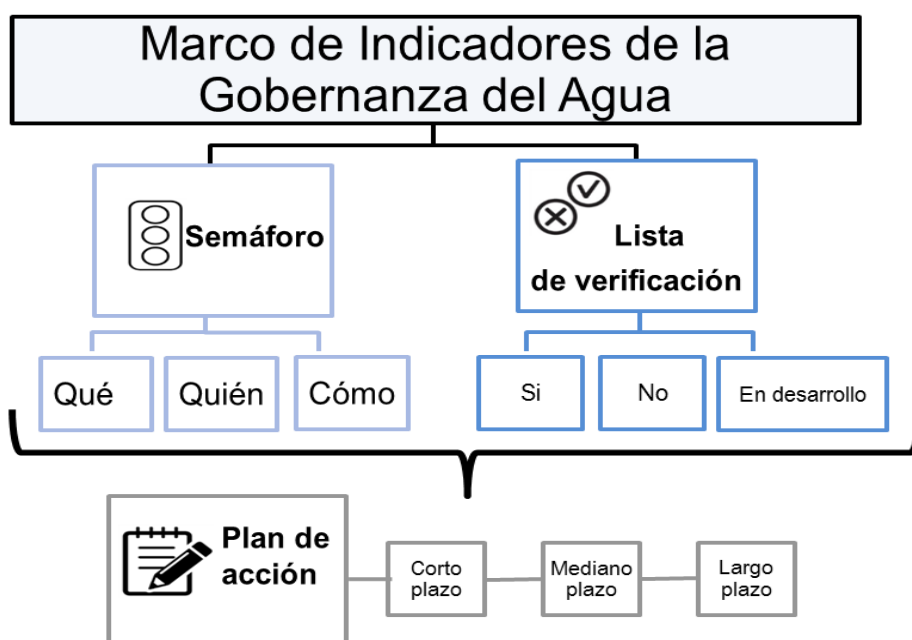 Marco de Indicadores de la
Gobernanza del Agua
Semáforo
Lista
de verificación
Qué
Quién
Cómo
Si
No
En desarrollo
Plan de
acción
Corto
plazo
Mediano
plazo
Largo
plazo